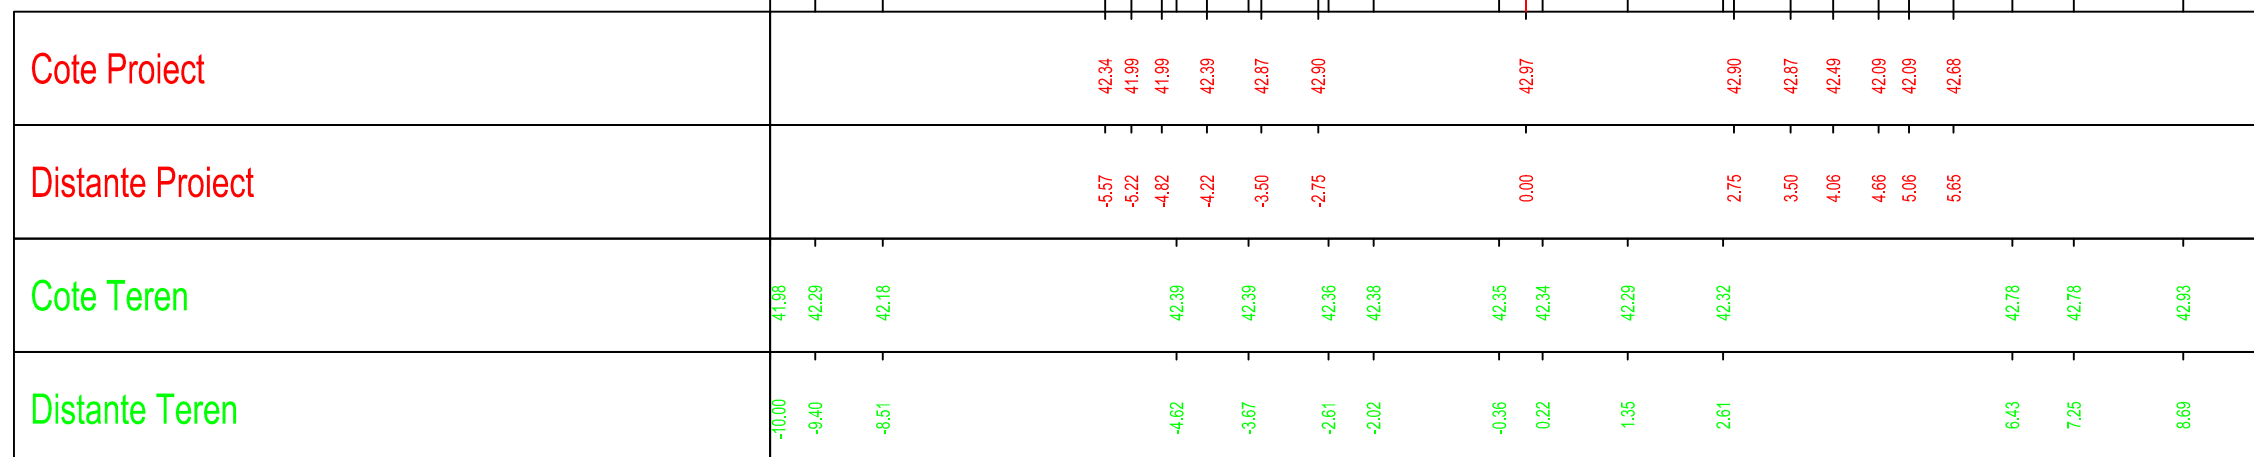 Cote Proiect 42.34 41.99 41.99 42.39 42.87 42.90 42.97 42.90 42.87 42.49 42.09 42.09 42.68
Distante Proiect -5.57 -5.22 -4.82 -4.22 -3.50 -2.75 0.00 2.75 3.50 4.06 4.66 5.06 5.65
Cote Teren 41.98 42.29 42.18 42.39 42.39 42.36 42.38 42.35 42.34 42.29 42.32 42.78 42.78 42.93
Distante Teren -10.00 -9.40 -8.51 -4.62 -3.67 -2.61 -2.02 -0.36 0.22 1.35 2.61 6.43 7.25 8.69